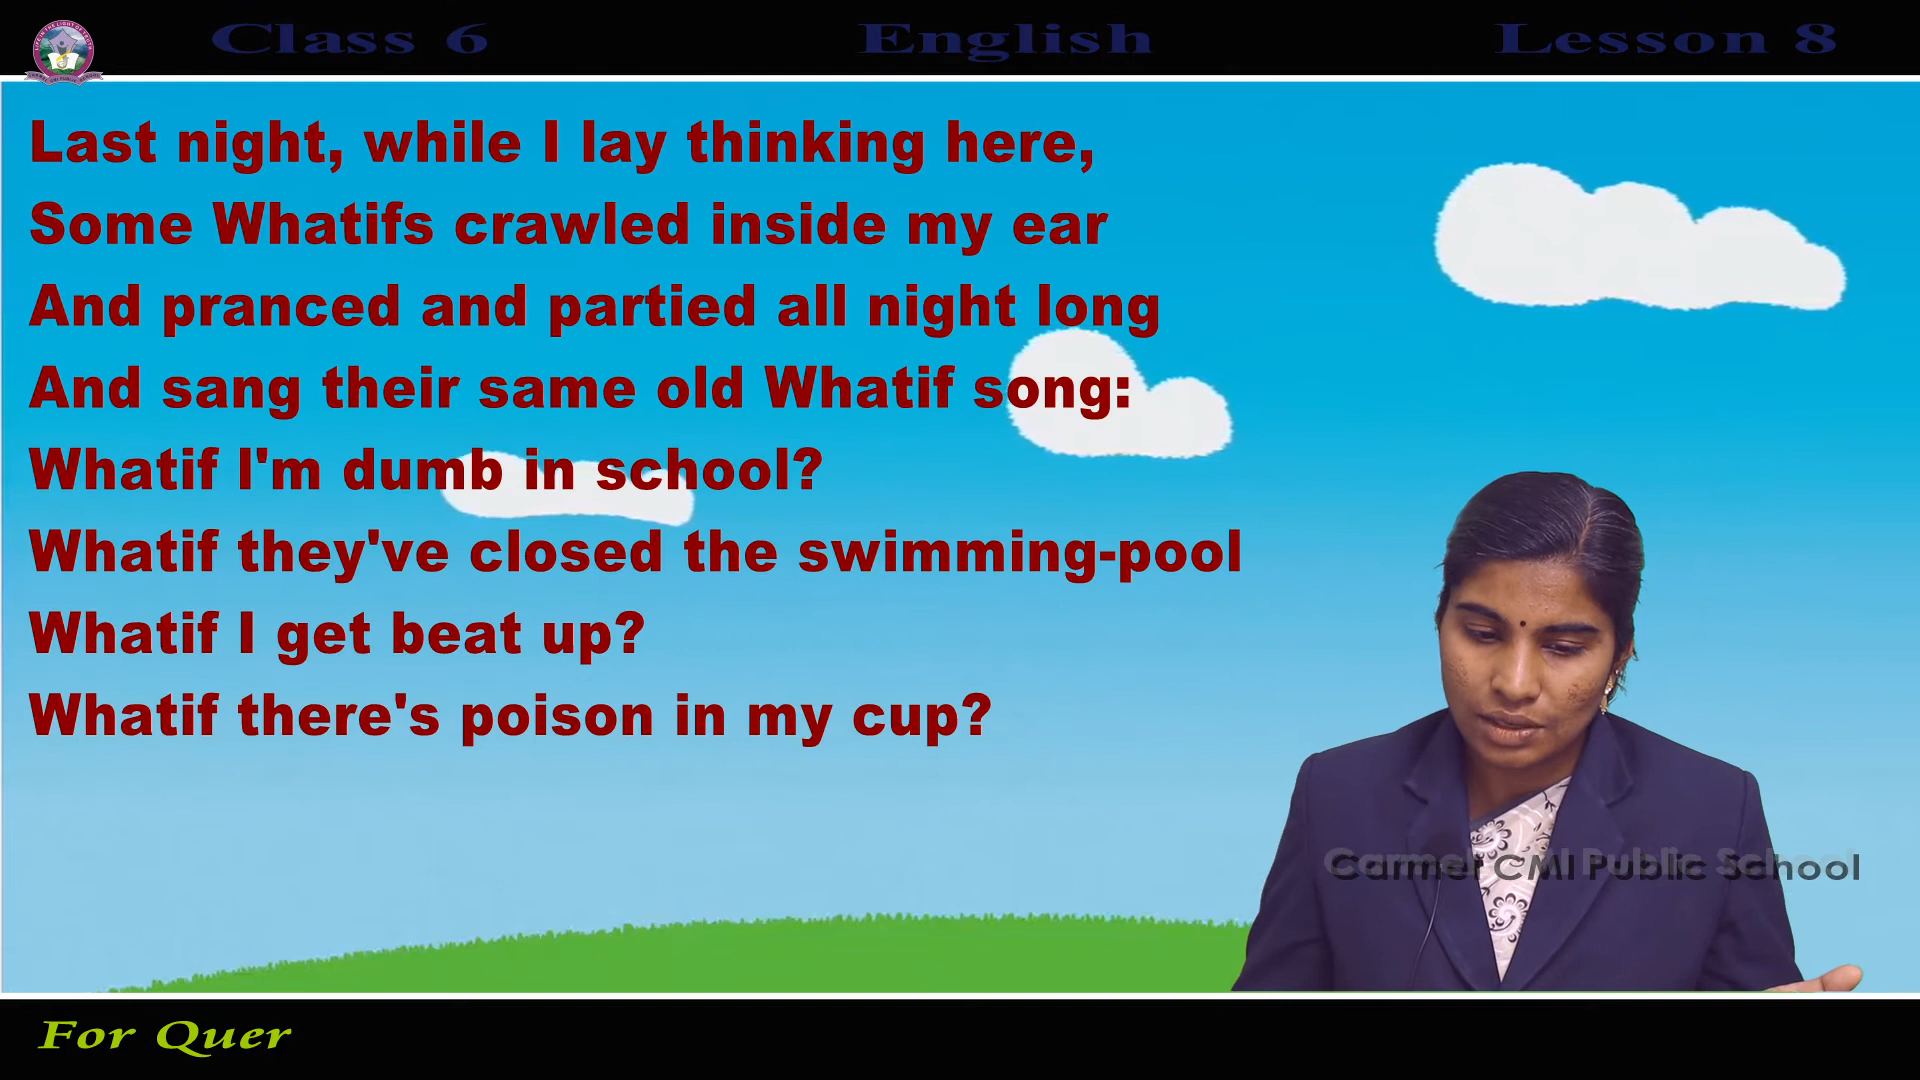 Class 6 English Lesson 8
Last night, while I lay thinking here,
Some Whatifs crawled inside my ear
And pranced and partied all night long
And sang their same old Whatif song:
Whatif I'm dumb in school?
Whatif they've closed the swimming-pool
Whatif I get beat up?
Whatif there's poison in my cup?
Carmel CMI Public School
For Quer